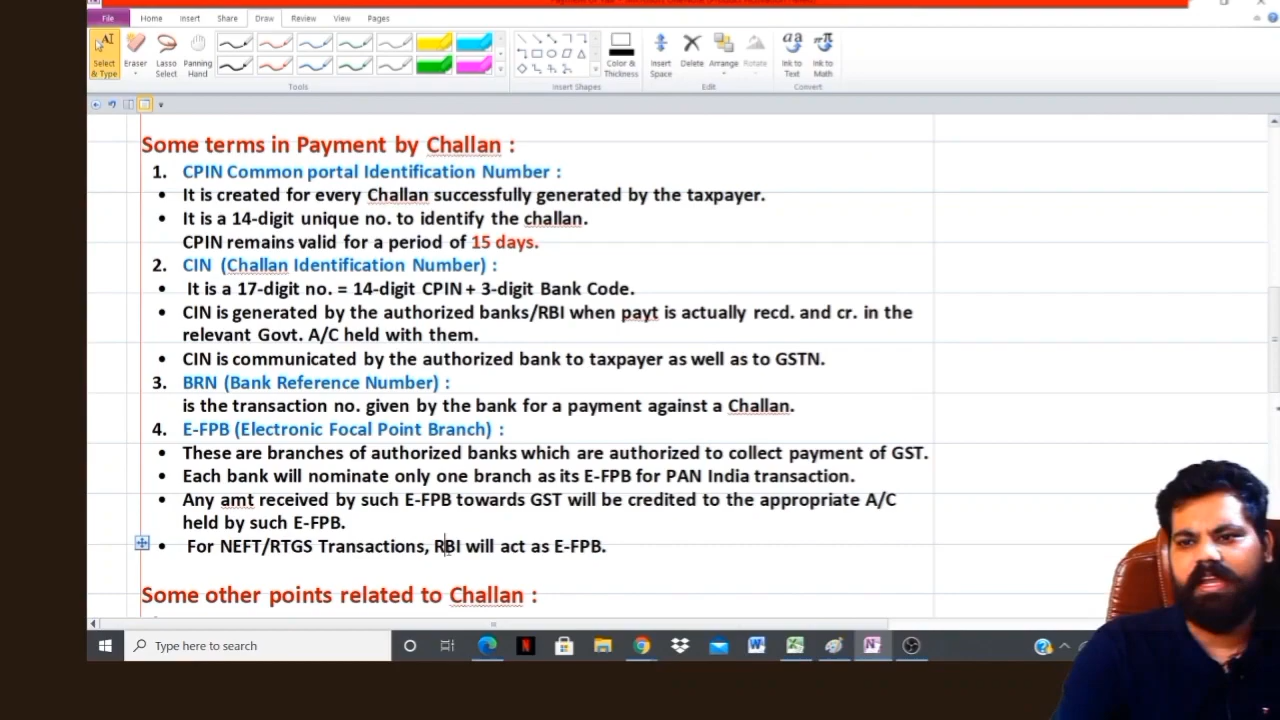 File Home Insert Share Draw Review View Pages
Select & Type Eraser Lasso Select Panning Hand Color & Thickness Insert Space Delete Arrange Rotate Ink to Text Ink to Math
Tools Insert Shapes Edit Convert
Some terms in Payment by Challan :
1. CPIN Common portal Identification Number :
• It is created for every Challan successfully generated by the taxpayer.
• It is a 14-digit unique no. to identify the challan.
CPIN remains valid for a period of 15 days.
2. CIN (Challan Identification Number) :
• It is a 17-digit no. = 14-digit CPIN + 3-digit Bank Code.
• CIN is generated by the authorized banks/RBI when payt is actually recd. and cr. in the
relevant Govt. A/C held with them.
• CIN is communicated by the authorized bank to taxpayer as well as to GSTN.
3. BRN (Bank Reference Number) :
is the transaction no. given by the bank for a payment against a Challan.
4. E-FPB (Electronic Focal Point Branch) :
• These are branches of authorized banks which are authorized to collect payment of GST.
• Each bank will nominate only one branch as its E-FPB for PAN India transaction.
• Any amt received by such E-FPB towards GST will be credited to the appropriate A/C
held by such E-FPB.
• For NEFT/RTGS Transactions, RBI will act as E-FPB.
Some other points related to Challan :
Type here to search